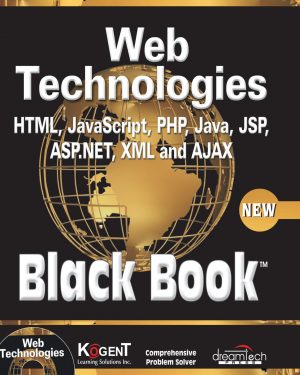 Web
Technologies
HTML, JavaScript, PHP, Java, JSP,
ASP.NET, XML and AJAX
NEW
Black Book™
Web
Technologies
KOGENT
Learning Solutions Inc.
Comprehensive
Problem Solver
dreamtech
PRESS